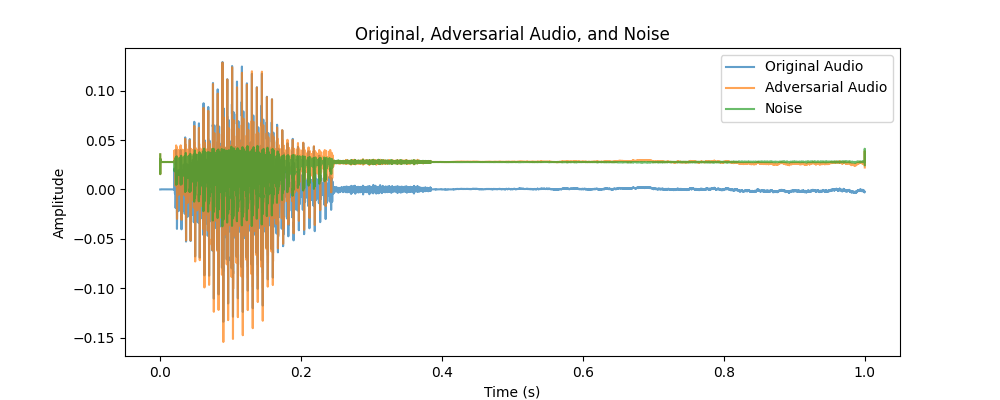 Original, Adversarial Audio, and Noise
Original Audio
Adversarial Audio
Noise
Amplitude
0.10
0.05
0.00
−0.05
−0.10
−0.15
0.0 0.2 0.4 0.6 0.8 1.0
Time (s)